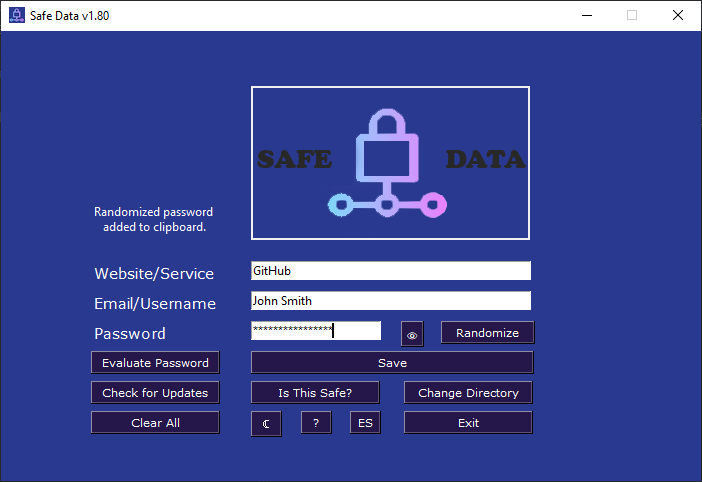 Safe Data v1.80
SAFE DATA
Randomized password
added to clipboard.
Website/Service
GitHub
Email/Username
John Smith
Password
****************
Randomize
Evaluate Password
Save
Check for Updates
Is This Safe?
Change Directory
Clear All
☾
?
ES
Exit